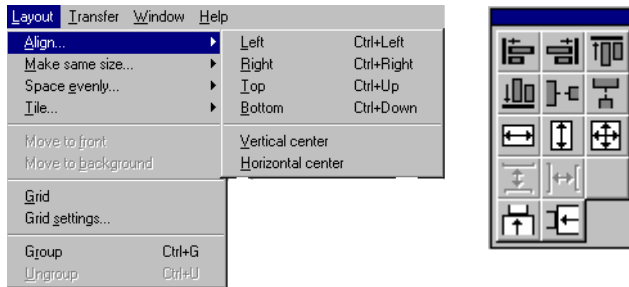 Layout Transfer Window Help
Align...
Make same size...
Space evenly...
Tile...
Move to front
Move to background
Grid
Grid settings...
Group Ctrl+G
Ungroup Ctrl+U
Left Ctrl+Left
Right Ctrl+Right
Top Ctrl+Up
Bottom Ctrl+Down
Vertical center
Horizontal center